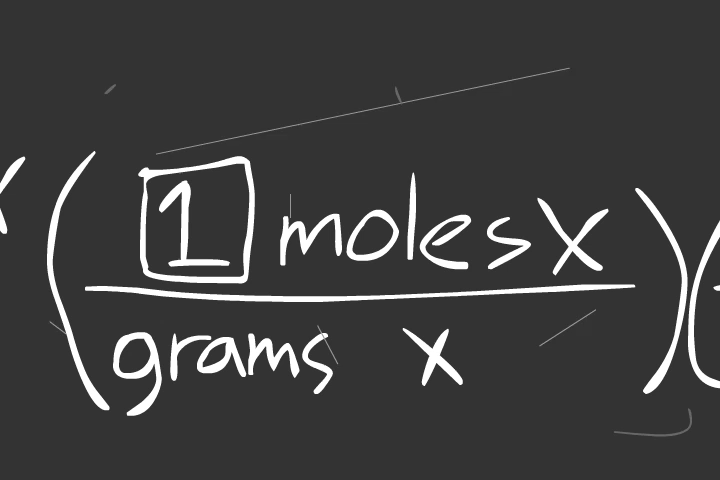 x ( 1 moles x
grams x ) (